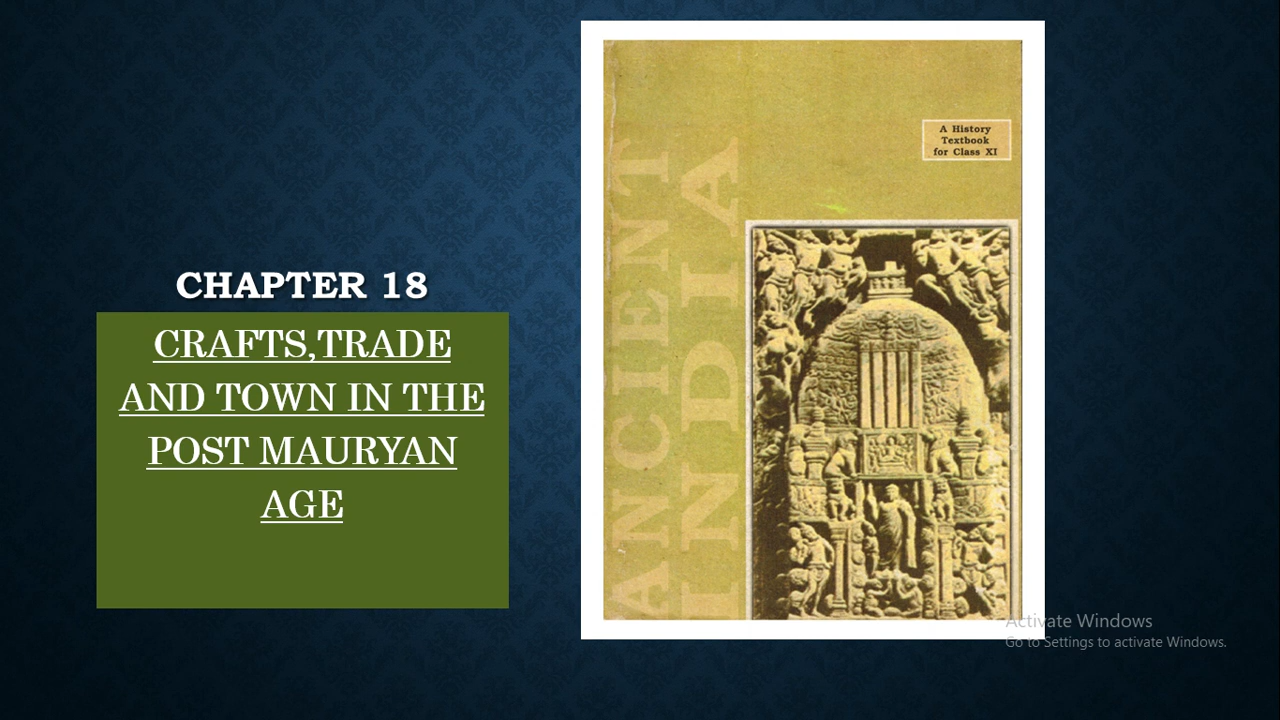 CHAPTER 18
CRAFTS,TRADE
AND TOWN IN THE
POST MAURYAN
AGE
A History
Textbook
for Class XI
ANCIENT
INDIA
Activate Windows
Go to Settings to activate Windows.